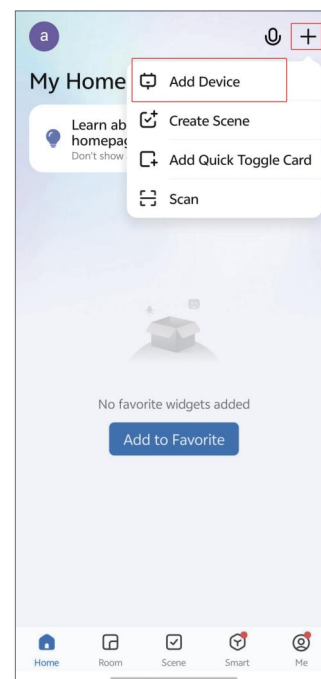 a
My Home
Add Device
Create Scene
Add Quick Toggle Card
Scan
Learn ab
homepag
Don't show
No favorite widgets added
Add to Favorite
Home
Room
Scene
Smart
Me